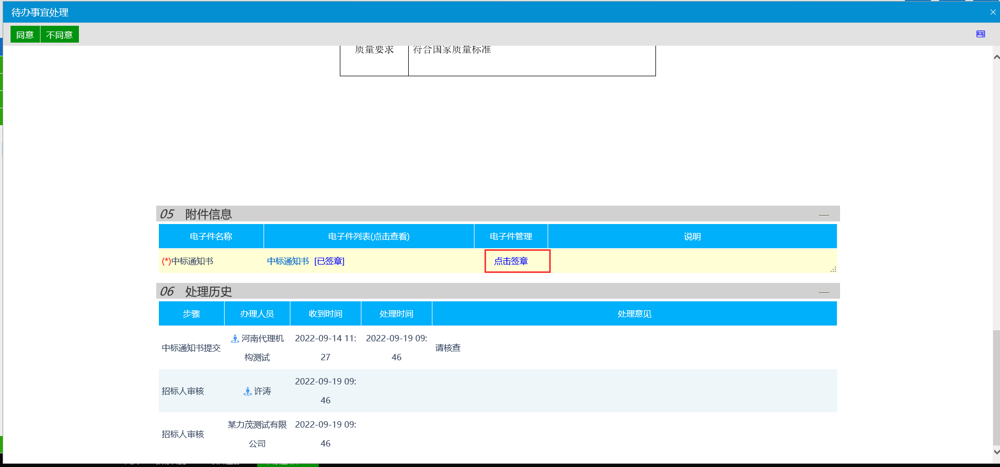 待办事宜处理
同意 不同意
质量要求 符合国家质量标准
05 附件信息
电子件名称 电子件列表(点击查看) 电子件管理 说明
(*)中标通知书 中标通知书 [已签章] 点击签章
06 处理历史
步骤 办理人员 收到时间 处理时间 处理意见
中标通知书提交 河南代理机构测试 2022-09-14 11:27 2022-09-19 09:46 请核查
招标人审核 许涛 2022-09-19 09:46
招标人审核 某力茂测试有限公司 2022-09-19 09:46